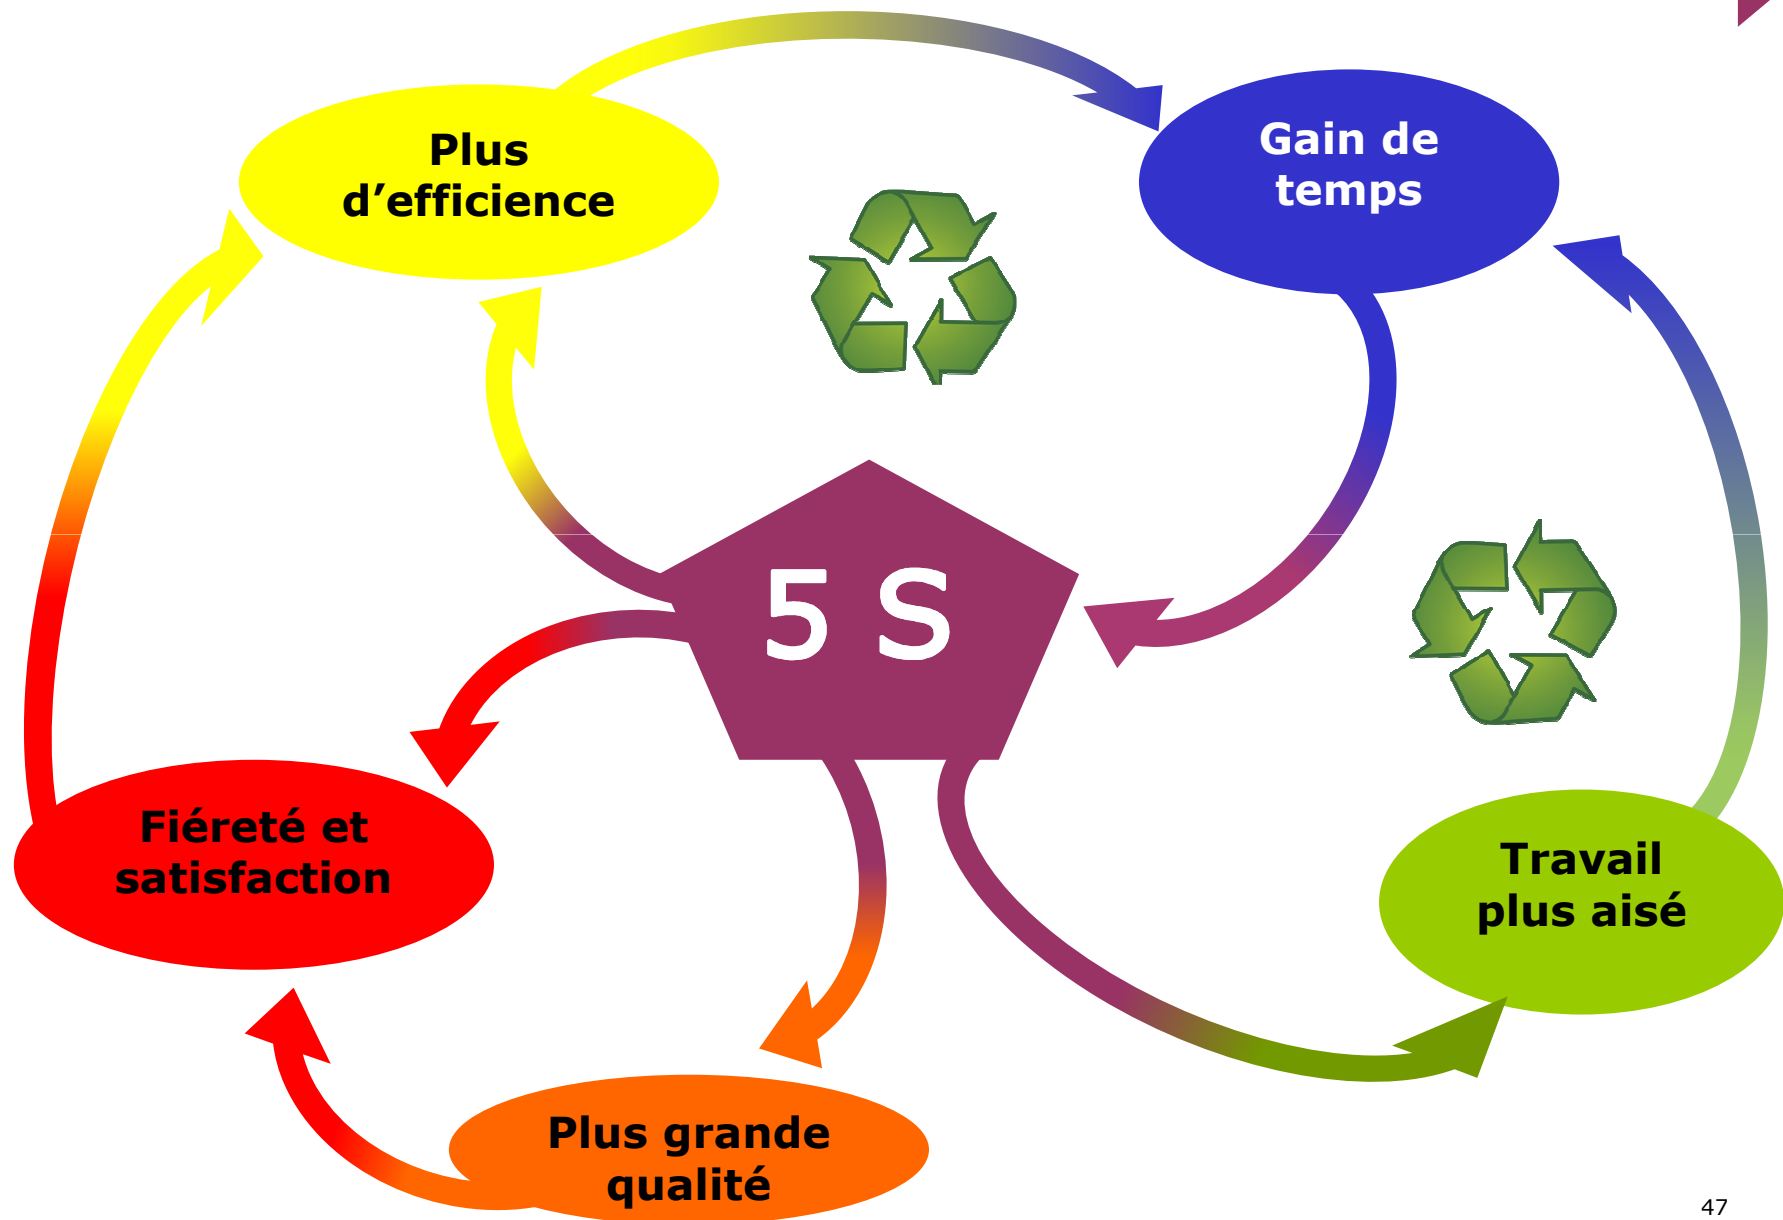 Plus
d’efficience
Gain de
temps
5 S
Fiéreté et
satisfaction
Travail
plus aisé
Plus grande
qualité
47